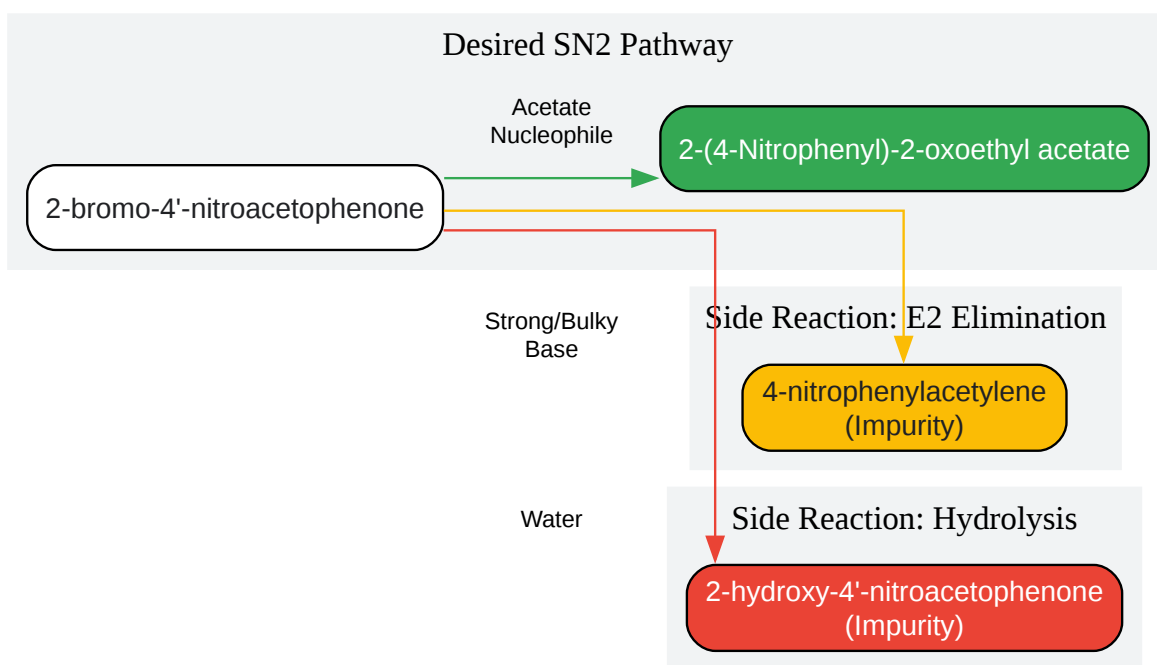 Desired SN2 Pathway
Acetate
Nucleophile
2-(4-Nitrophenyl)-2-oxoethyl acetate
2-bromo-4'-nitroacetophenone
Strong/Bulky
Base
Side Reaction: E2 Elimination
4-nitrophenylacetylene
(Impurity)
Water
Side Reaction: Hydrolysis
2-hydroxy-4'-nitroacetophenone
(Impurity)